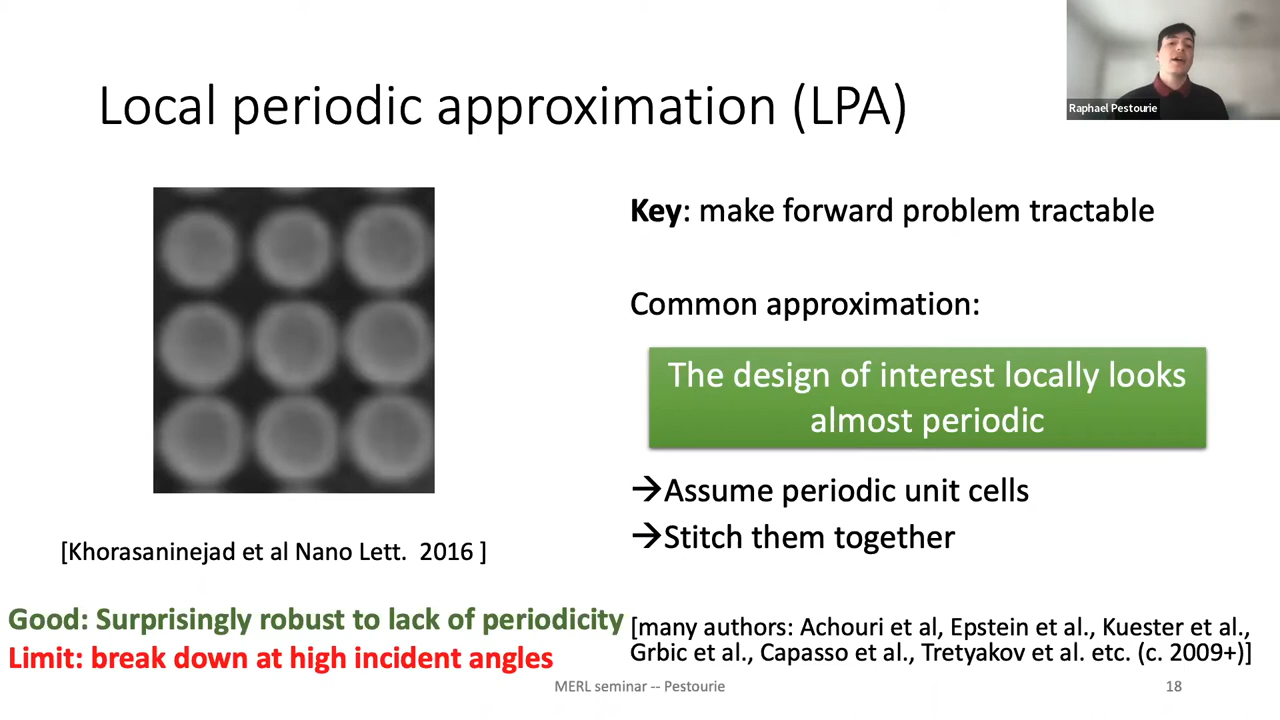 Raphael Pestourie
Local periodic approximation (LPA)
Key: make forward problem tractable
Common approximation:
The design of interest locally looks
almost periodic
→Assume periodic unit cells
→Stitch them together
[Khorasaninejad et al Nano Lett.  2016 ]
Good: Surprisingly robust to lack of periodicity
Limit: break down at high incident angles
[many authors: Achouri et al, Epstein et al., Kuester et al.,
Grbic et al., Capasso et al., Tretyakov et al. etc. (c. 2009+)]
MERL seminar -- Pestourie
18